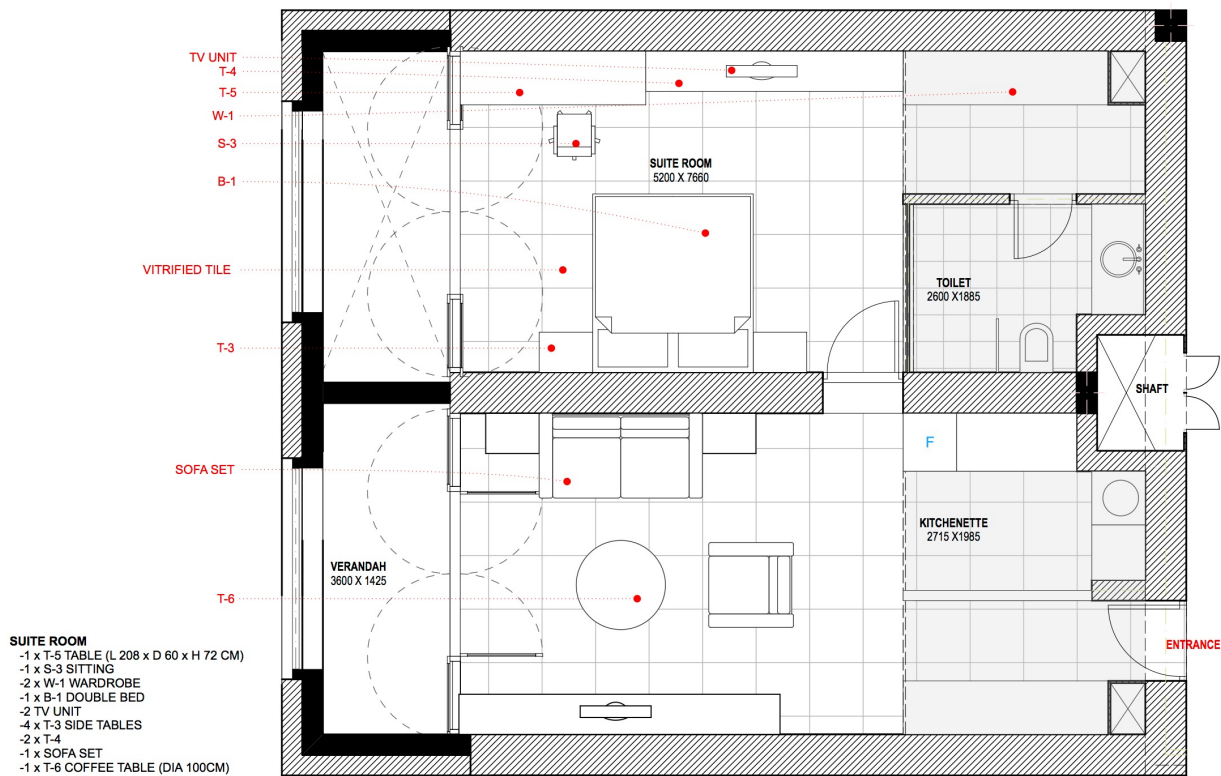 TV UNIT
T-4
T-5
W-1
S-3
B-1
VITRIFIED TILE
T-3
SOFA SET
T-6
SUITE ROOM
5200 X 7660
TOILET
2600 X1885
SHAFT
F
KITCHENETTE
2715 X1985
VERANDAH
3600 X 1425
ENTRANCE
SUITE ROOM
-1 x T-5 TABLE (L 208 x D 60 x H 72 CM)
-1 x S-3 SITTING
-2 x W-1 WARDROBE
-1 x B-1 DOUBLE BED
-2 TV UNIT
-4 x T-3 SIDE TABLES
-2 x T-4
-1 x SOFA SET
-1 x T-6 COFFEE TABLE (DIA 100CM)